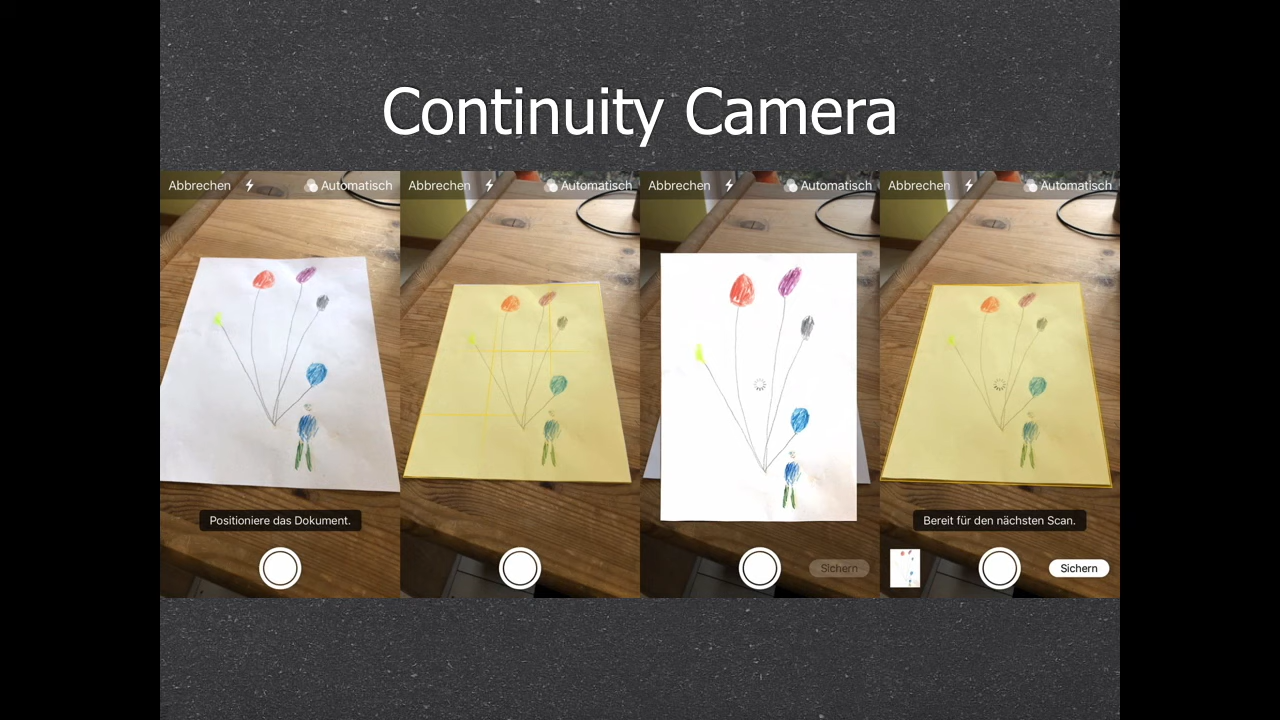 Continuity Camera
Abbrechen Automatisch
Abbrechen Automatisch
Abbrechen Automatisch
Abbrechen Automatisch
Positioniere das Dokument.
Sichern
Bereit für den nächsten Scan.
Sichern